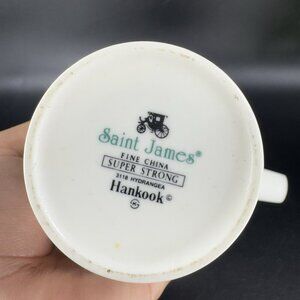 Saint James®
FINE CHINA
SUPER STRONG
3118 HYDRANGEA
Hankook©